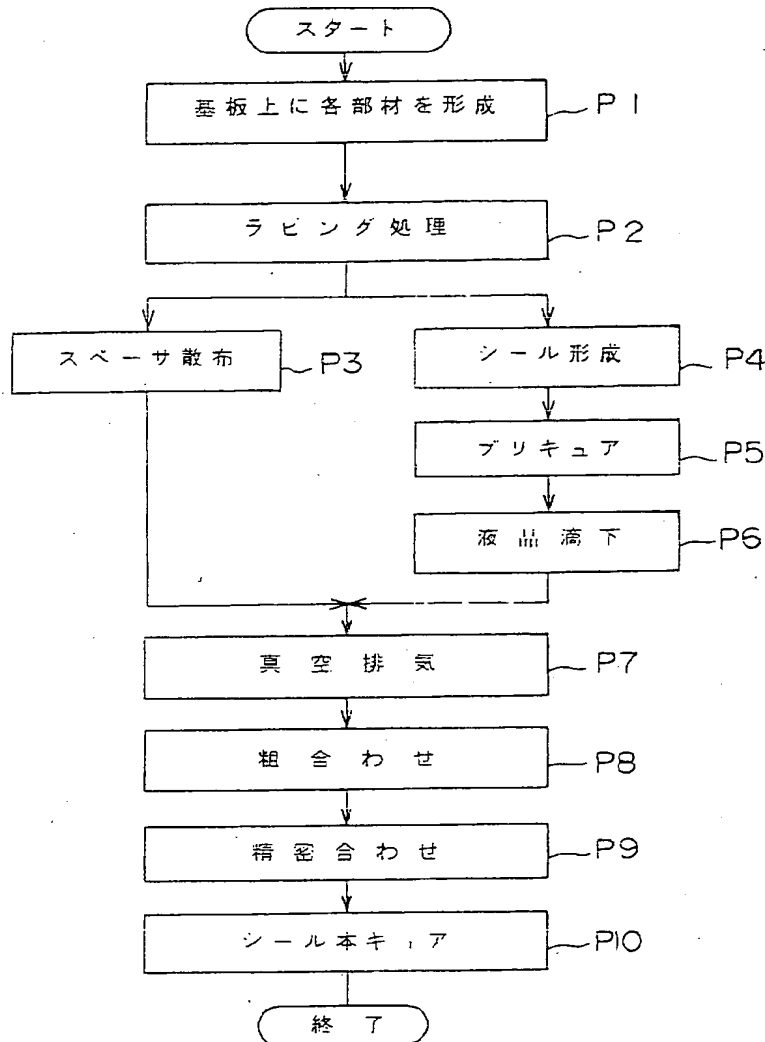 スタート
基板上に各部材を形成 P1
ラビング処理 P2
スペーサ散布 P3
シール形成 P4
プリキュア P5
液晶滴下 P6
真空排気 P7
粗合わせ P8
精密合わせ P9
シール本キュア P10
終了